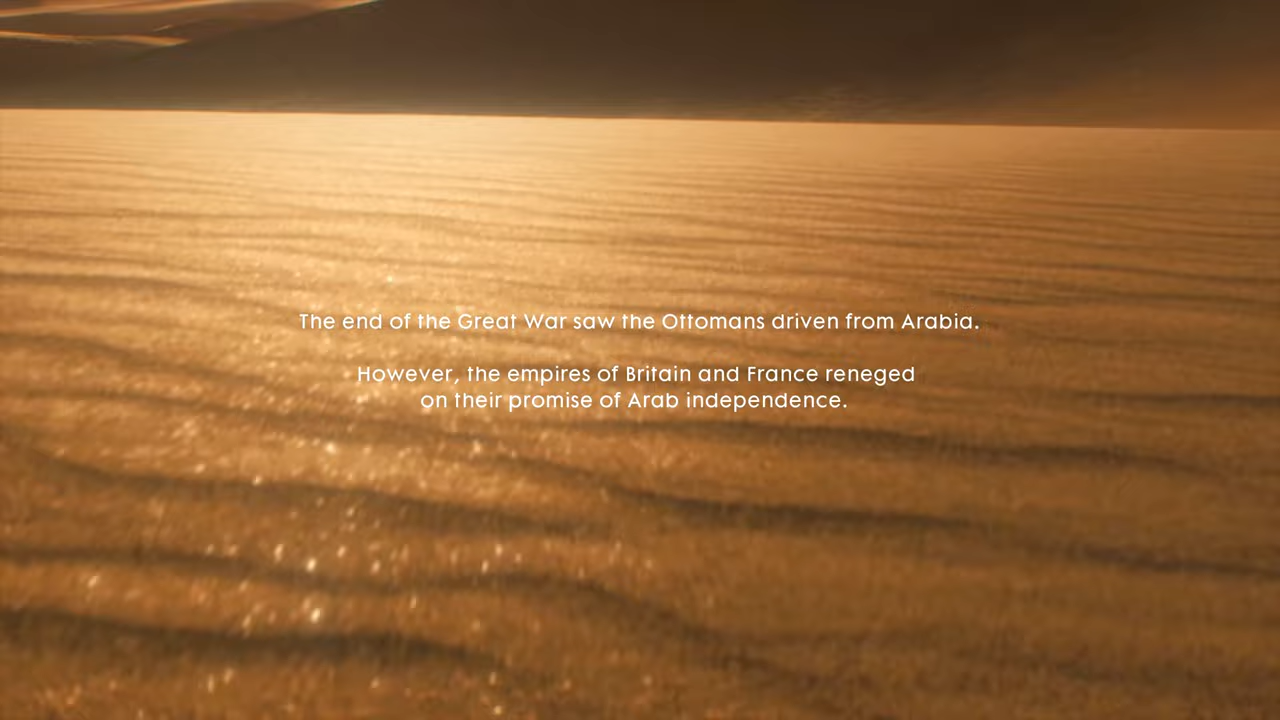 The end of the Great War saw the Ottomans driven from Arabia.
However, the empires of Britain and France reneged
on their promise of Arab independence.